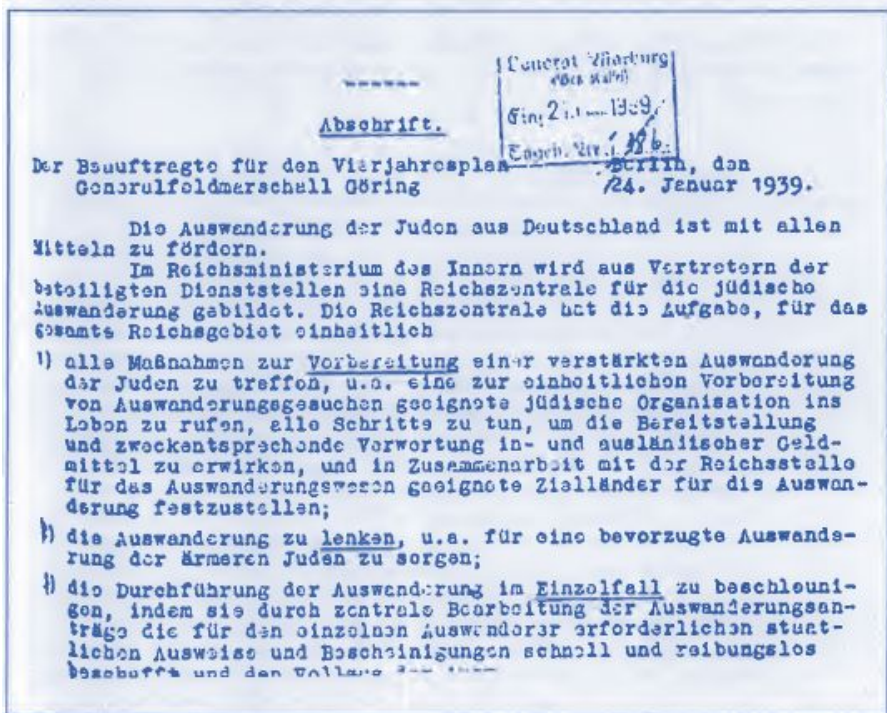 Abschrift.
Der Beauftragte für den Vierjahresplan Berlin, den
Generalfeldmarschall Göring 24. Januar 1939.
Die Auswanderung der Juden aus Deutschland ist mit allen
Mitteln zu fördern.
Im Reichsministerium des Innern wird aus Vertretern der
beteiligten Dienststellen eine Reichszentrale für die jüdische
Auswanderung gebildet. Die Reichszentrale hat die Aufgabe, für das
gesamte Reichsgebiet einheitlich
1) alle Maßnahmen zur Vorbereitung einer verstärkten Auswanderung
der Juden zu treffen, u.a. eine zur einheitlichen Vorbereitung
von Auswanderungsgesuchen geeignete jüdische Organisation ins
Leben zu rufen, alle Schritte zu tun, um die Bereitstellung
und zweckentsprechende Verwertung in- und ausländischer Geld-
mittel zu erwirken, und in Zusammenarbeit mit der Reichsstelle
für das Auswanderungswesen geeignete Zielländer für die Auswan-
derung festzustellen;
die Auswanderung zu lenken, u.a. für eine bevorzugte Auswande-
rung der ärmeren Juden zu sorgen;
die Durchführung der Auswanderung im Einzelfall zu beschleuni-
gen, indem sie durch zentrale Bearbeitung der Auswanderungsan-
träge die für den einzelnen Auswanderer erforderlichen staat-
lichen Ausweise und Bescheinigungen schnell und reibungslos
beschafft und den